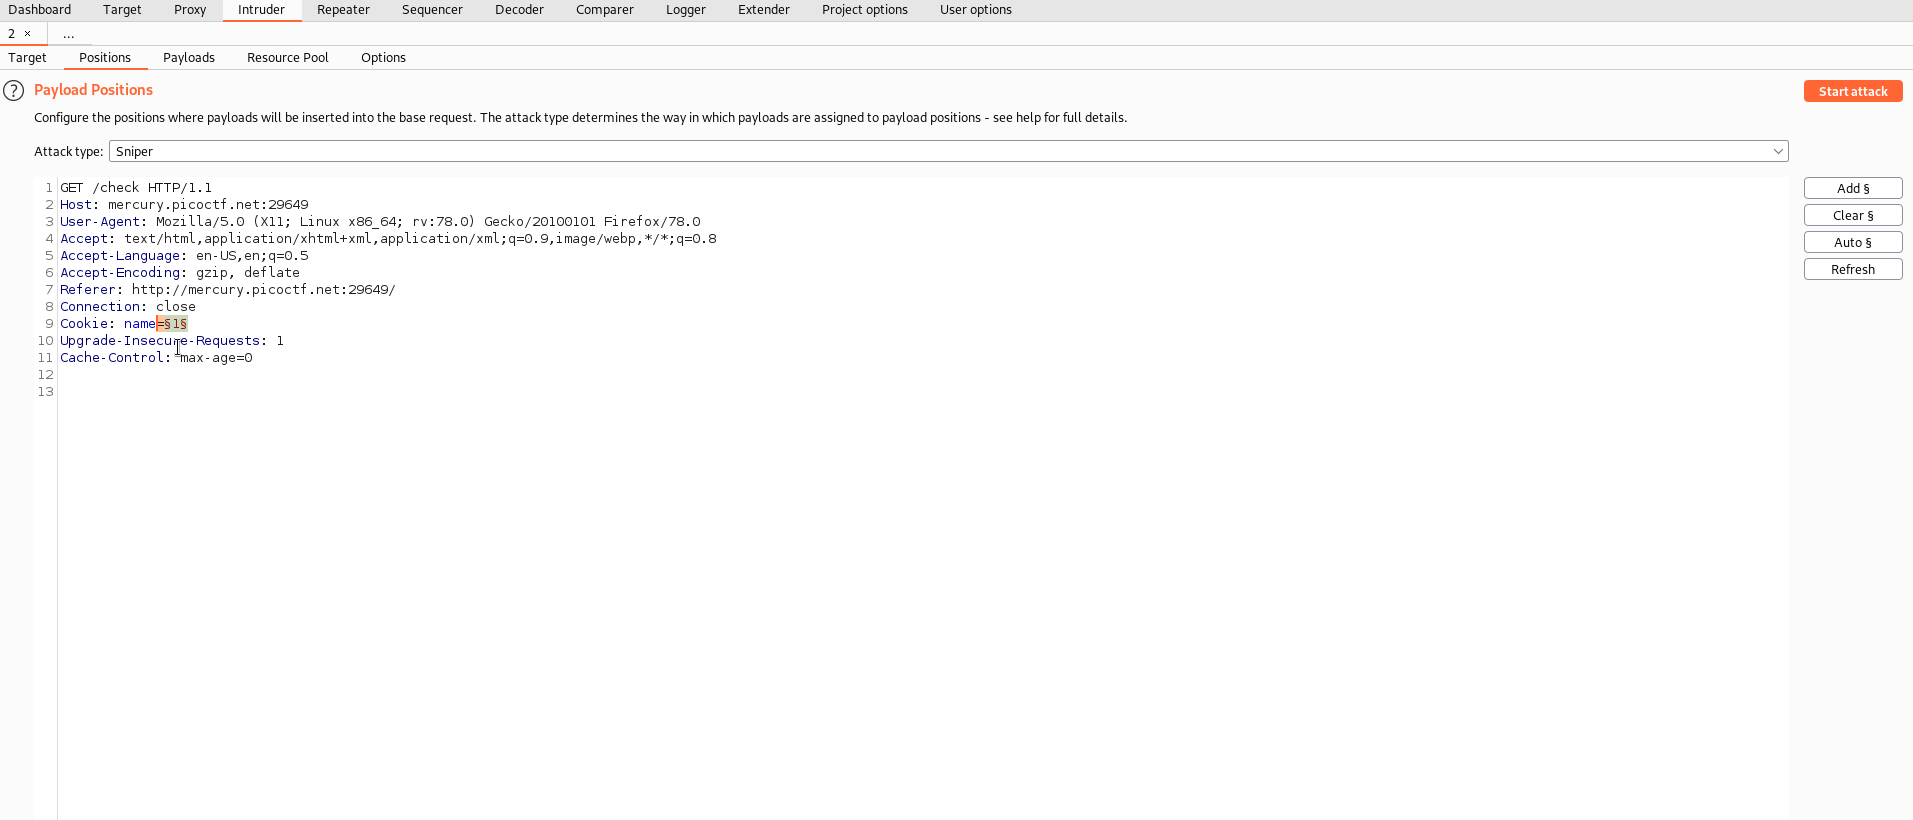 Dashboard Target Proxy Intruder Repeater Sequencer Decoder Comparer Logger Extender Project options User options
2 × ...
Target Positions Payloads Resource Pool Options
? Payload Positions Start attack
Configure the positions where payloads will be inserted into the base request. The attack type determines the way in which payloads are assigned to payload positions - see help for full details.
Attack type: Sniper
1 GET /check HTTP/1.1 Add §
2 Host: mercury.picoctf.net:29649
3 User-Agent: Mozilla/5.0 (X11; Linux x86_64; rv:78.0) Gecko/20100101 Firefox/78.0 Clear §
4 Accept: text/html,application/xhtml+xml,application/xml;q=0.9,image/webp,*/*;q=0.8 Auto §
5 Accept-Language: en-US,en;q=0.5
6 Accept-Encoding: gzip, deflate Refresh
7 Referer: http://mercury.picoctf.net:29649/
8 Connection: close
9 Cookie: name=§1§
10 Upgrade-Insecure-Requests: 1
11 Cache-Control: max-age=0
12
13